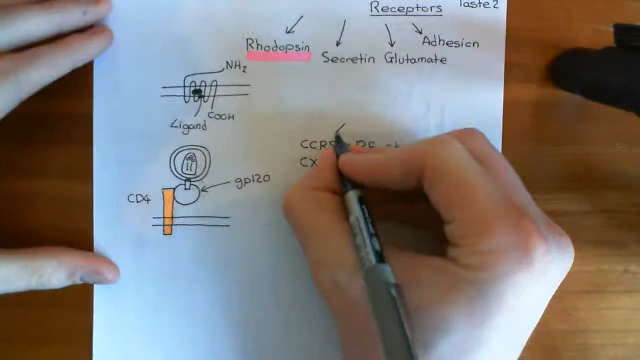 Receptors
Taste2
Rhodopsin
Secretin
Glutamate
Adhesion
NH2
COOH
Ligand
CD4
gp120
CCR5
CX